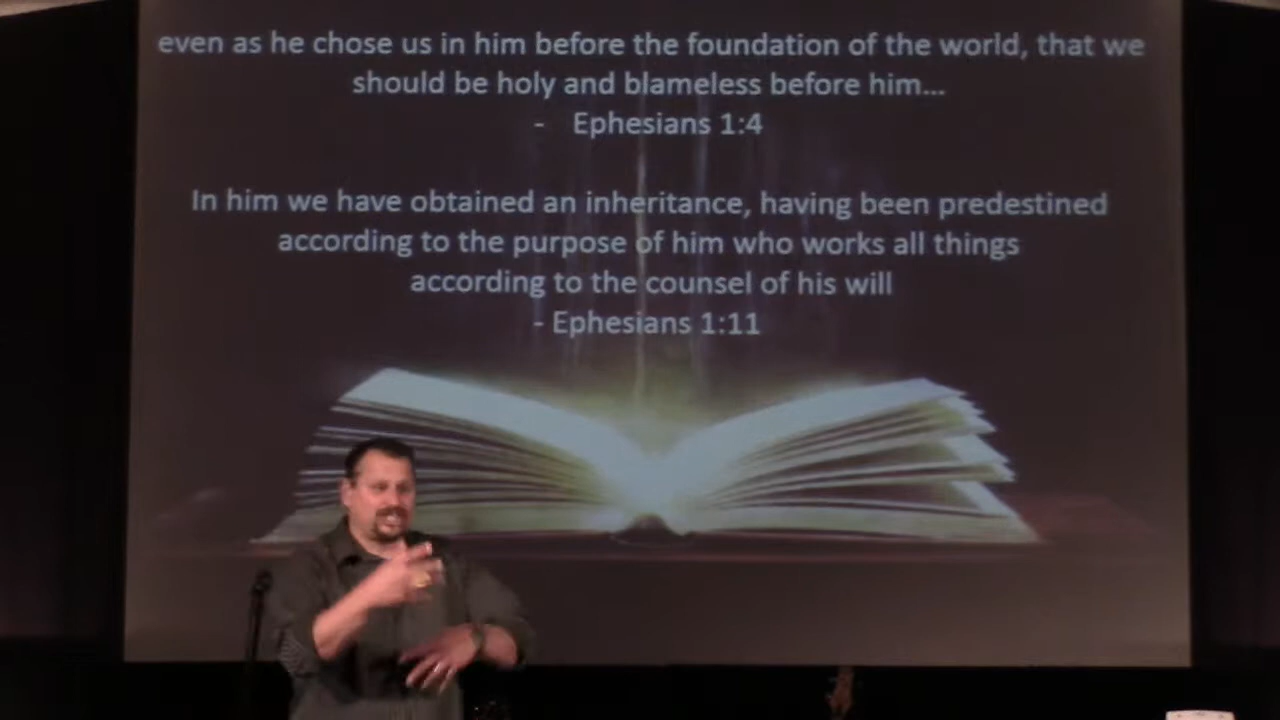 even as he chose us in him before the foundation of the world, that we
should be holy and blameless before him...
- Ephesians 1:4
In him we have obtained an inheritance, having been predestined
according to the purpose of him who works all things
according to the counsel of his will
- Ephesians 1:11